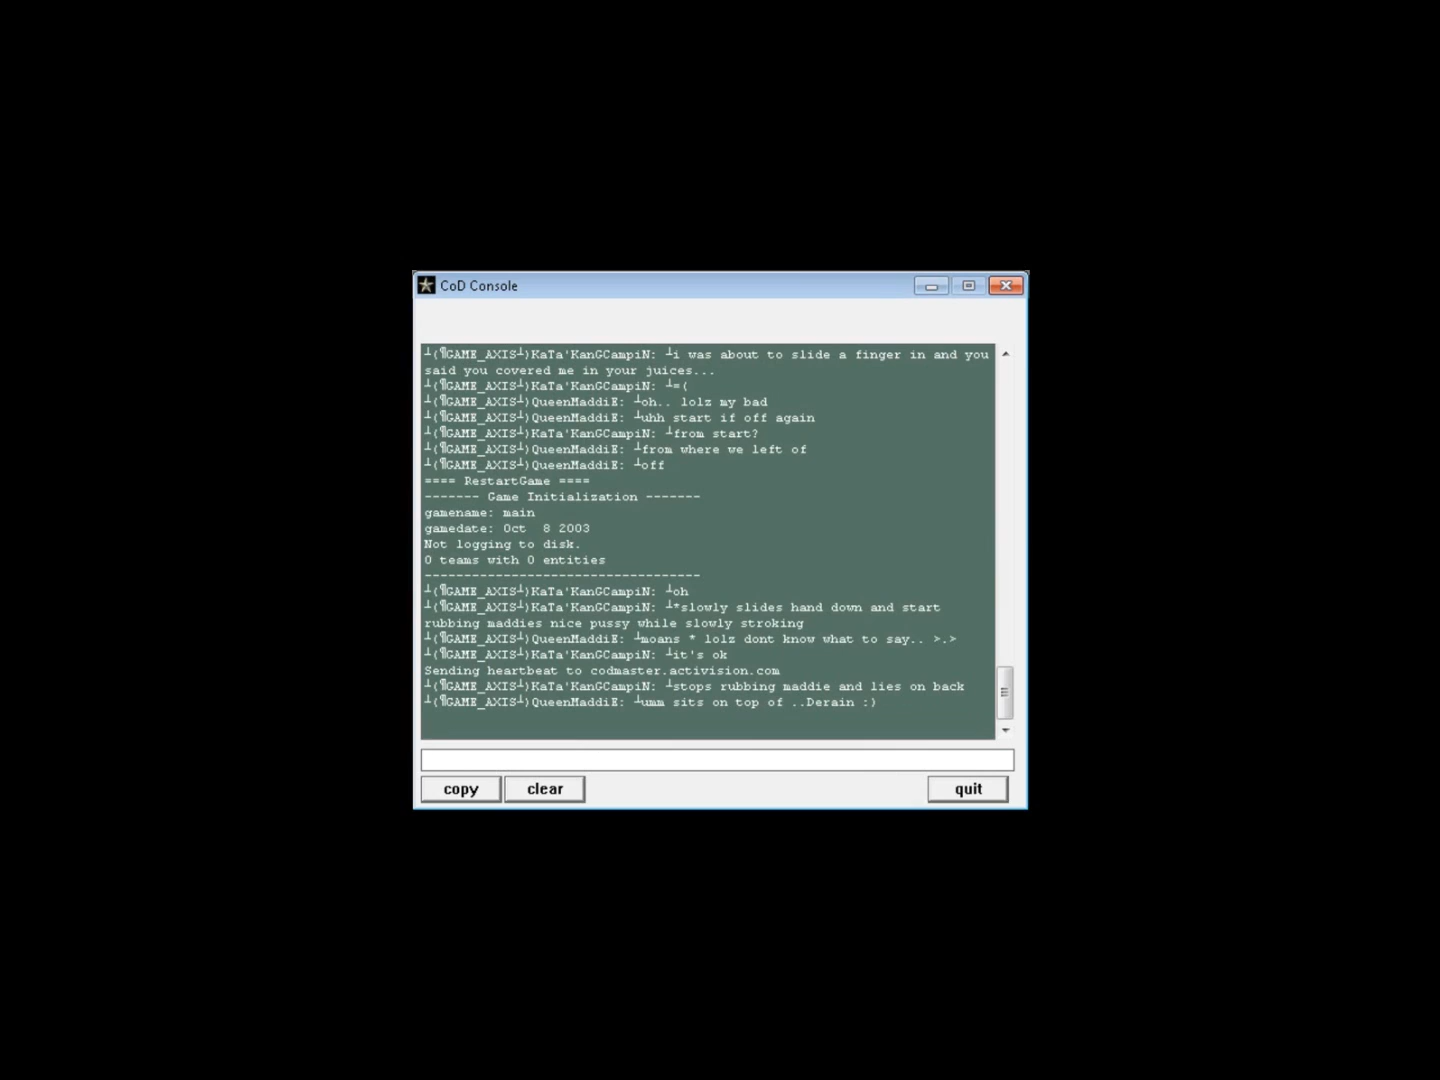 CoD Console
┴(¶GAME_AXIS┴)KaTa'KanGCampiN: ┴i was about to slide a finger in and you
said you covered me in your juices...
┴(¶GAME_AXIS┴)KaTa'KanGCampiN: ┴=(
┴(¶GAME_AXIS┴)QueenMaddiE: ┴oh.. lolz my bad
┴(¶GAME_AXIS┴)QueenMaddiE: ┴uhh start if off again
┴(¶GAME_AXIS┴)KaTa'KanGCampiN: ┴from start?
┴(¶GAME_AXIS┴)QueenMaddiE: ┴from where we left of
┴(¶GAME_AXIS┴)QueenMaddiE: ┴off
==== RestartGame ====
------- Game Initialization -------
gamename: main
gamedate: Oct  8 2003
Not logging to disk.
0 teams with 0 entities
-----------------------------------
┴(¶GAME_AXIS┴)KaTa'KanGCampiN: ┴oh
┴(¶GAME_AXIS┴)KaTa'KanGCampiN: ┴*slowly slides hand down and start
rubbing maddies nice pussy while slowly stroking
┴(¶GAME_AXIS┴)QueenMaddiE: ┴moans * lolz dont know what to say.. >.>
┴(¶GAME_AXIS┴)KaTa'KanGCampiN: ┴it's ok
Sending heartbeat to codmaster.activision.com
┴(¶GAME_AXIS┴)KaTa'KanGCampiN: ┴stops rubbing maddie and lies on back
┴(¶GAME_AXIS┴)QueenMaddiE: ┴umm sits on top of ..Derain :)
copy clear quit